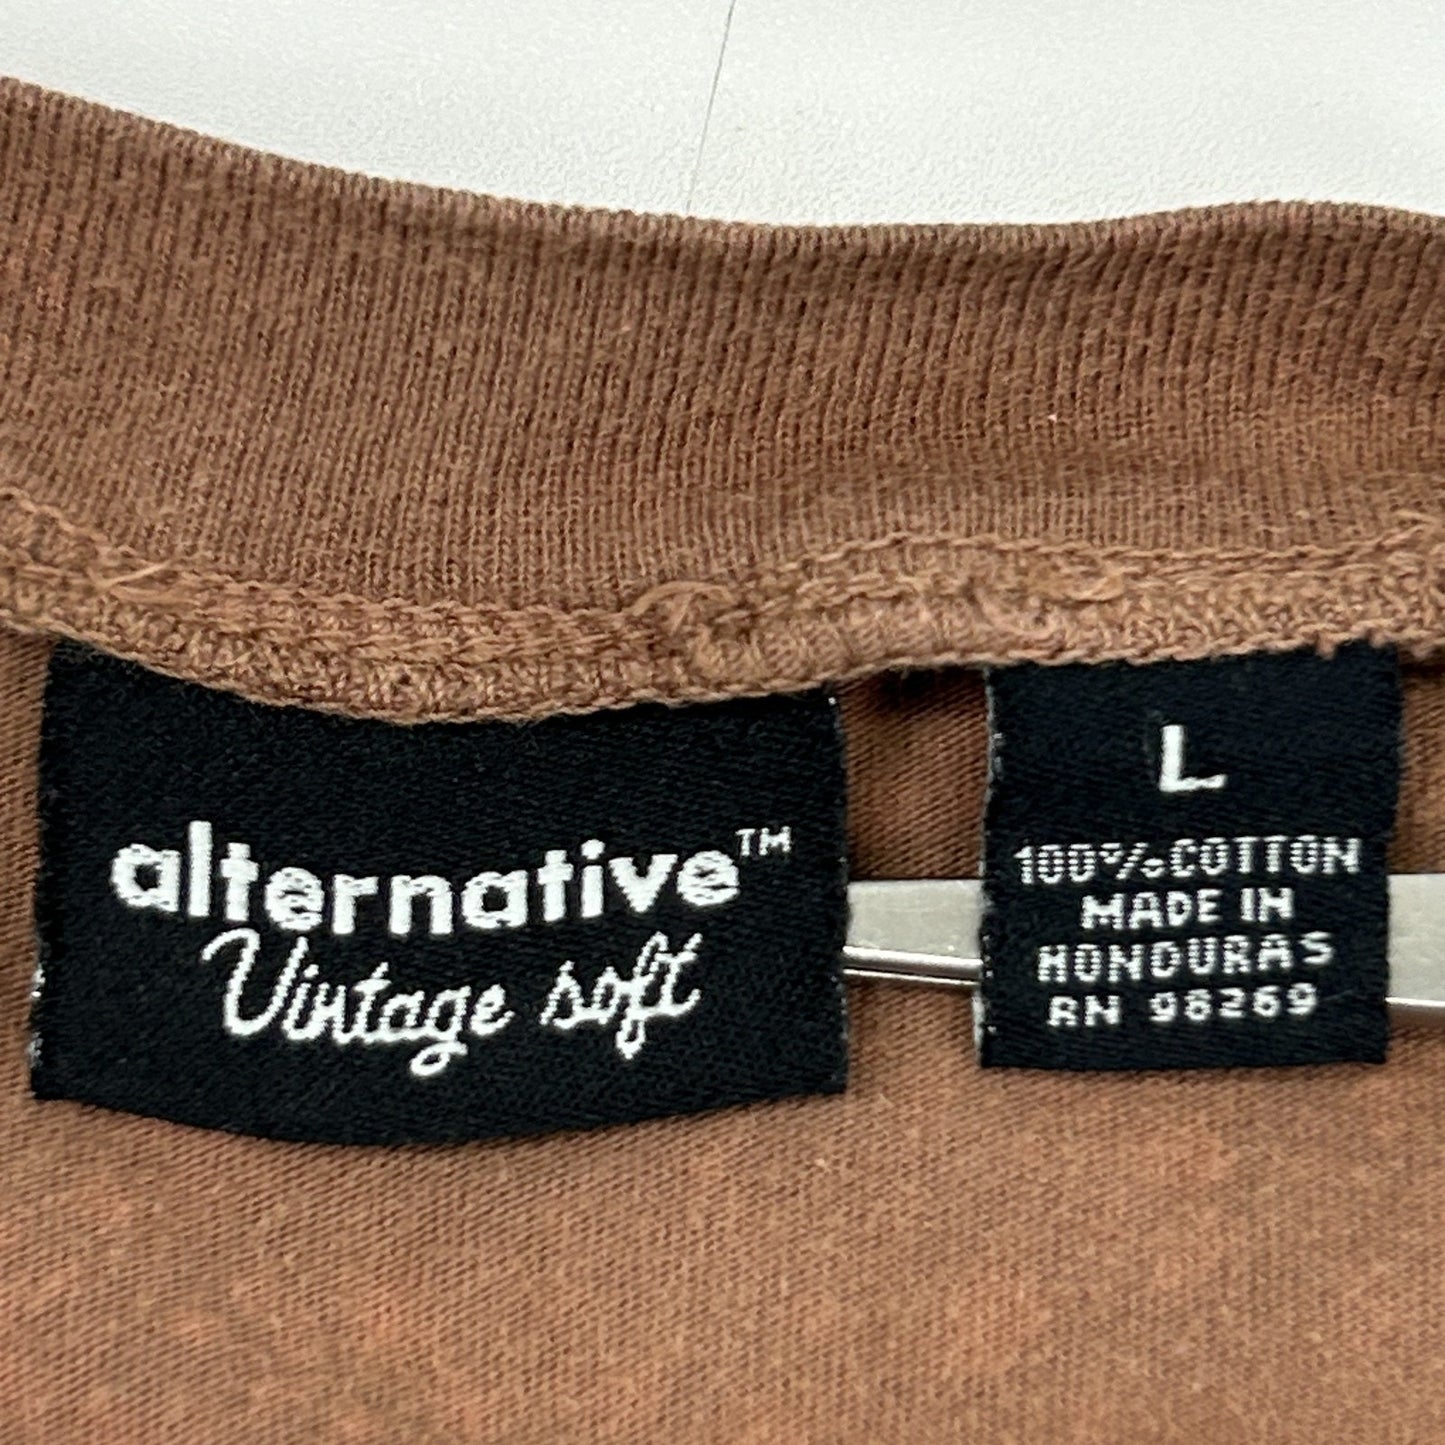 alternative™
Vintage soft
L
100% COTTON
MADE IN
HONDURAS
RN 98269